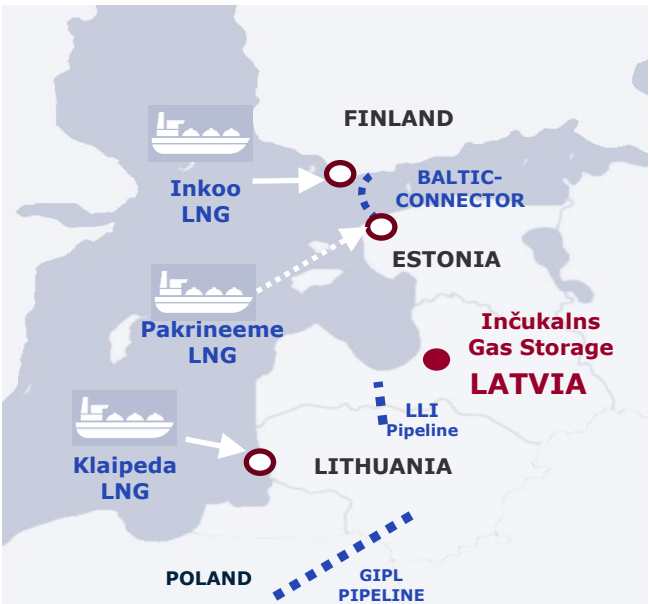 FINLAND
Inkoo
LNG
BALTIC-
CONNECTOR
ESTONIA
Pakrineeme
LNG
Inčukalns
Gas Storage
LATVIA
LLI
Pipeline
Klaipeda
LNG
LITHUANIA
POLAND
GIPL
PIPELINE